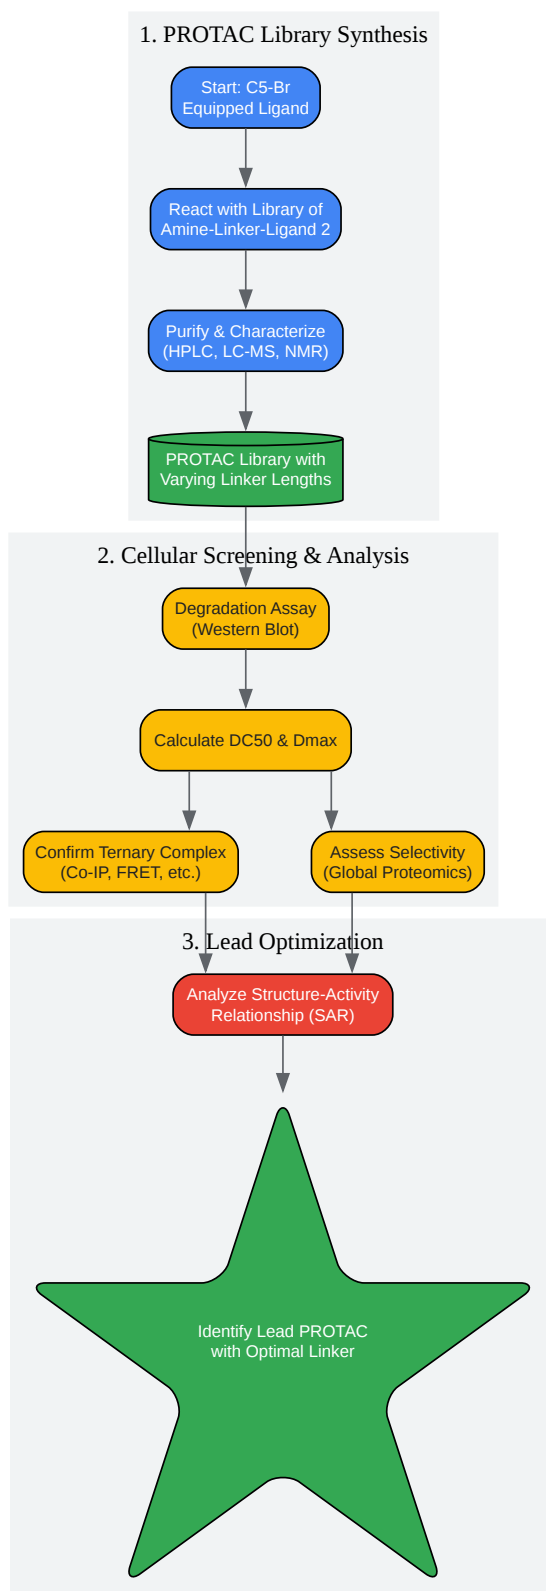 1. PROTAC Library Synthesis
Start: C5-Br
Equipped Ligand
React with Library of
Amine-Linker-Ligand 2
Purify & Characterize
(HPLC, LC-MS, NMR)
PROTAC Library with
Varying Linker Lengths
2. Cellular Screening & Analysis
Degradation Assay
(Western Blot)
Calculate DC50 & Dmax
Confirm Ternary Complex
(Co-IP, FRET, etc.)
Assess Selectivity
(Global Proteomics)
3. Lead Optimization
Analyze Structure-Activity
Relationship (SAR)
Identify Lead PROTAC
with Optimal Linker